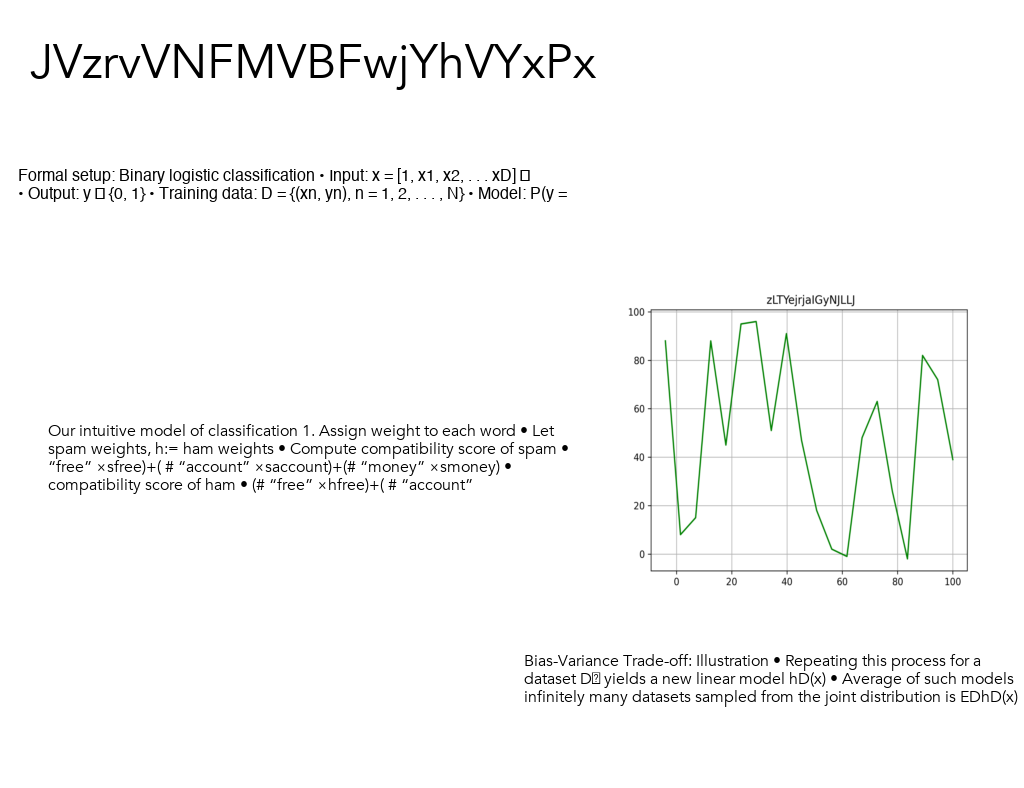 JVzrvVNFMVBFwjYhVYxPx
Formal setup: Binary logistic classification • Input: x = [1, x1, x2, . . . xD] 
• Output: y {0, 1} • Training data: D = {(xn, yn), n = 1, 2, . . . , N} • Model: P(y =
zLTYejrjaIGyNJLLJ
100
80
60
40
20
0
0 20 40 60 80 100
Our intuitive model of classification 1. Assign weight to each word • Let
spam weights, h:= ham weights • Compute compatibility score of spam •
“free” ×sfree)+( # “account” ×saccount)+(# “money” ×smoney) •
compatibility score of ham • (# “free” ×hfree)+( # “account”
Bias-Variance Trade-off: Illustration • Repeating this process for a
dataset D yields a new linear model hD(x) • Average of such models
infinitely many datasets sampled from the joint distribution is EDhD(x)